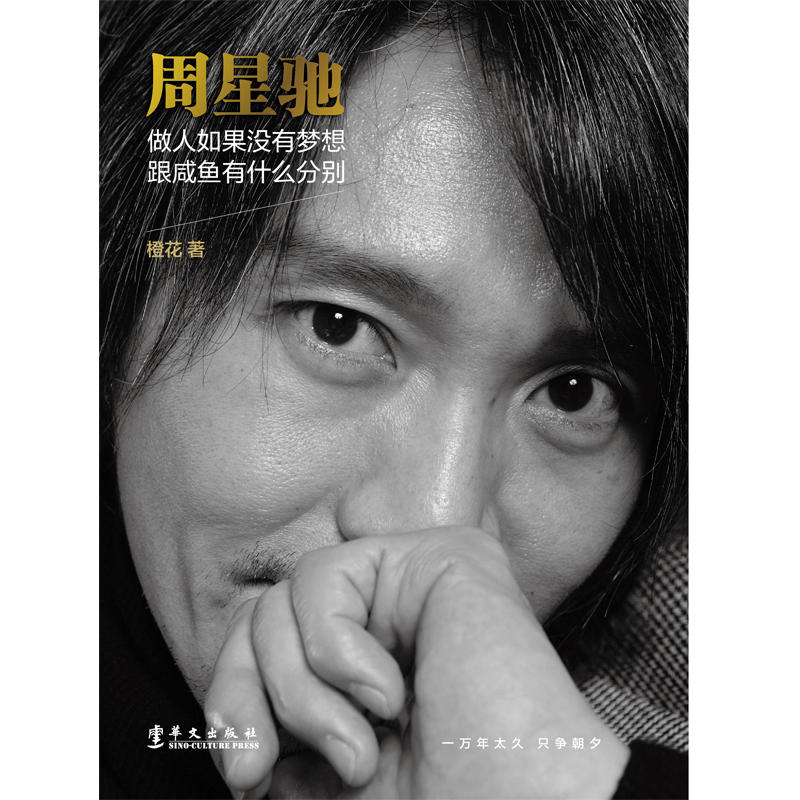 周星驰
做人如果没有梦想
跟咸鱼有什么分别
橙花 著
華文出版社
SINO-CULTURE PRESS
一万年太久 只争朝夕